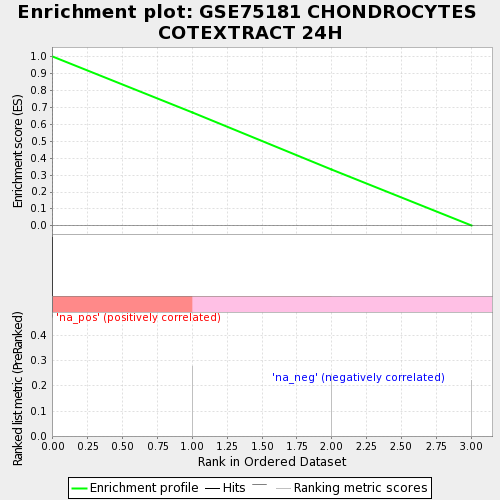 Enrichment plot: GSE75181 CHONDROCYTES
COTEXTRACT 24H
Enrichment score (ES)
1.0
0.9
0.8
0.7
0.6
0.5
0.4
0.3
0.2
0.1
0.0
'na_pos' (positively correlated)
'na_neg' (negatively correlated)
Ranked list metric (PreRanked)
0.4
0.3
0.2
0.1
0.0
0.00 0.25 0.50 0.75 1.00 1.25 1.50 1.75 2.00 2.25 2.50 2.75 3.00
Rank in Ordered Dataset
Enrichment profile Hits Ranking metric scores